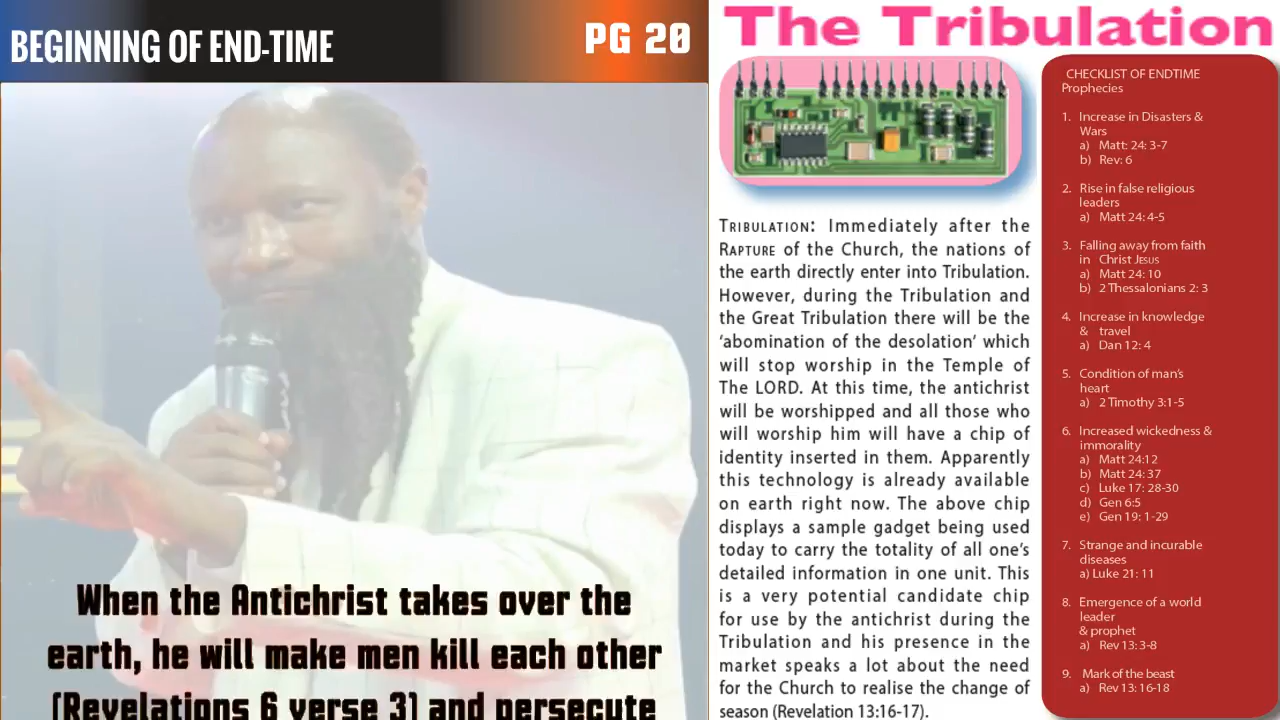 BEGINNING OF END-TIME
PG 20
When the Antichrist takes over the
earth, he will make men kill each other
(Revelations 6 verse 3) and persecute
The Tribulation
TRIBULATION: Immediately after the
RAPTURE of the Church, the nations of
the earth directly enter into Tribulation.
However, during the Tribulation and
the Great Tribulation there will be the
‘abomination of the desolation’ which
will stop worship in the Temple of
The LORD. At this time, the antichrist
will be worshipped and all those who
will worship him will have a chip of
identity inserted in them. Apparently
this technology is already available
on earth right now. The above chip
displays a sample gadget being used
today to carry the totality of all one’s
detailed information in one unit. This
is a very potential candidate chip
for use by the antichrist during the
Tribulation and his presence in the
market speaks a lot about the need
for the Church to realise the change of
season (Revelation 13:16-17).
CHECKLIST OF ENDTIME
Prophecies
1. Increase in Disasters &
Wars
a) Matt: 24: 3-7
b) Rev: 6
2. Rise in false religious
leaders
a) Matt 24: 4-5
3. Falling away from faith
in Christ JESUS
a) Matt 24: 10
b) 2 Thessalonians 2: 3
4. Increase in knowledge
& travel
a) Dan 12: 4
5. Condition of man’s
heart
a) 2 Timothy 3:1-5
6. Increased wickedness &
immorality
a) Matt 24:12
b) Matt 24: 37
c) Luke 17: 28-30
d) Gen 6:5
e) Gen 19: 1-29
7. Strange and incurable
diseases
a) Luke 21: 11
8. Emergence of a world
leader
& prophet
a) Rev 13: 3-8
9. Mark of the beast
a) Rev 13: 16-18